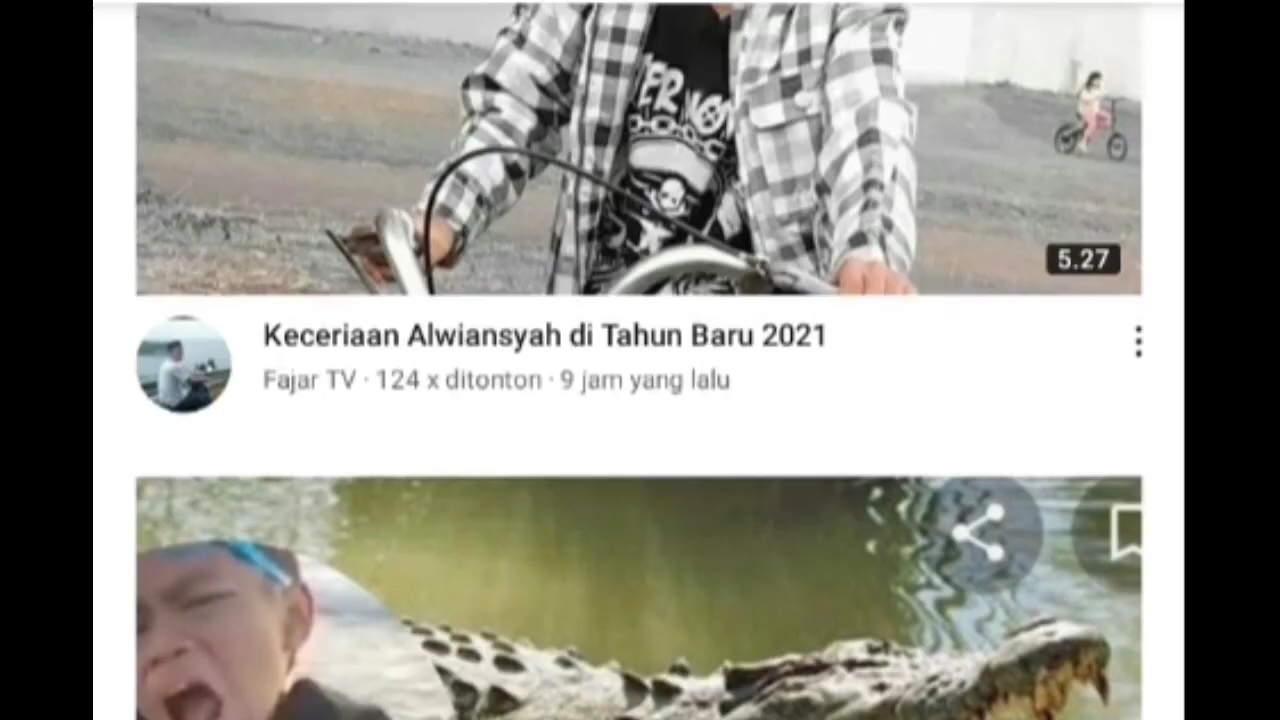 5.27
Keceriaan Alwiansyah di Tahun Baru 2021
Fajar TV · 124 x ditonton · 9 jam yang lalu